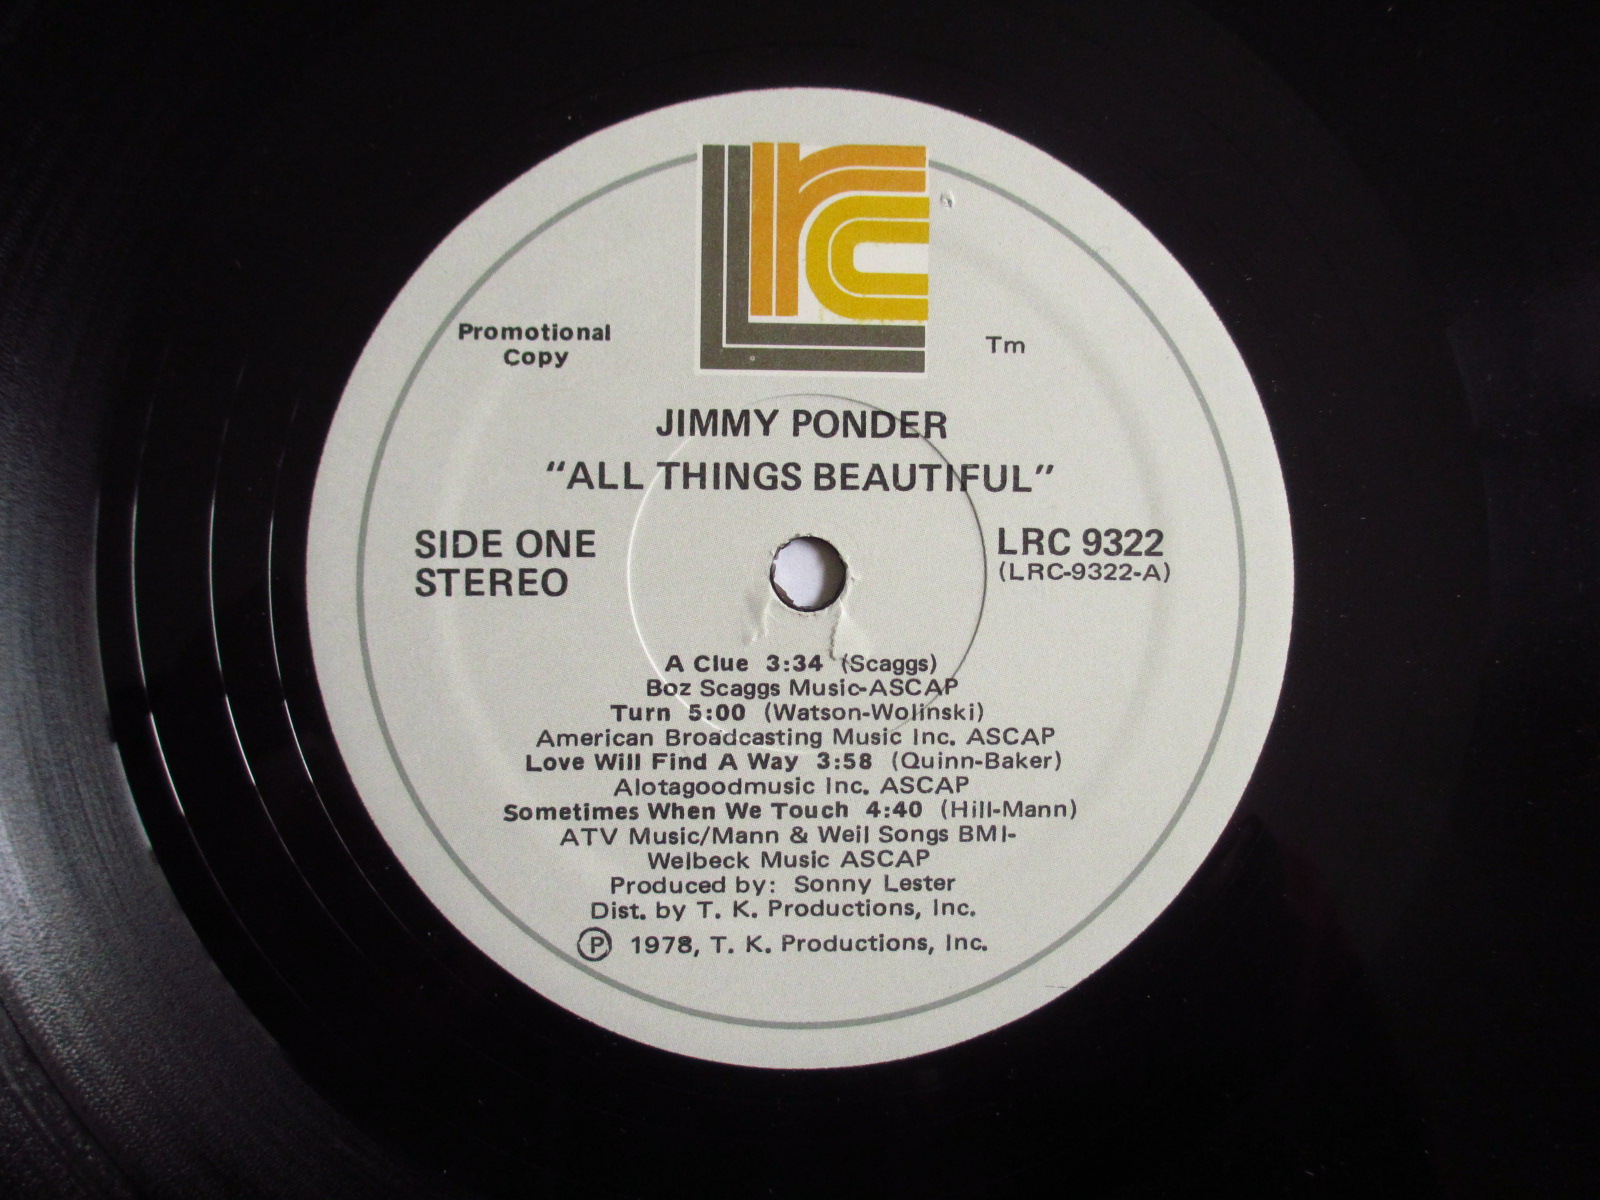 lrc
Promotional
Copy
Tm
JIMMY PONDER
“ALL THINGS BEAUTIFUL”
SIDE ONE
STEREO
LRC 9322
(LRC-9322-A)
A Clue 3:34 (Scaggs)
Boz Scaggs Music-ASCAP
Turn 5:00 (Watson-Wolinski)
American Broadcasting Music Inc. ASCAP
Love Will Find A Way 3:58 (Quinn-Baker)
Alotagoodmusic Inc. ASCAP
Sometimes When We Touch 4:40 (Hill-Mann)
ATV Music/Mann & Weil Songs BMI-
Welbeck Music ASCAP
Produced by: Sonny Lester
Dist. by T. K. Productions, Inc.
Ⓟ 1978, T. K. Productions, Inc.